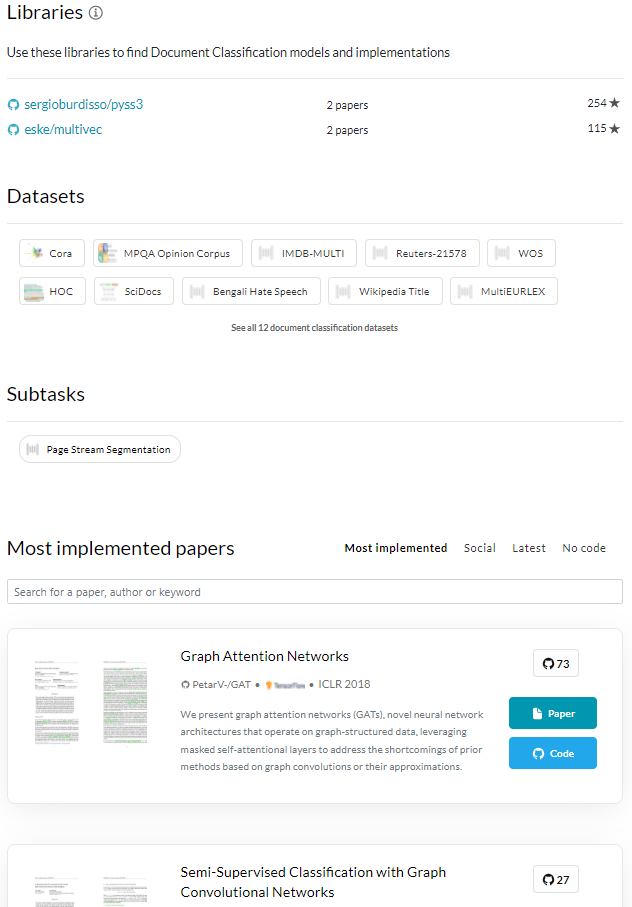 Libraries
Use these libraries to find Document Classification models and implementations
sergioburdisso/pyss3 2 papers 254
eske/multivec 2 papers 115
Datasets
Cora MPQA Opinion Corpus IMDB-MULTI Reuters-21578 WOS
HOC SciDocs Bengali Hate Speech Wikipedia Title MultiEURLEX
See all 12 document classification datasets
Subtasks
Page Stream Segmentation
Most implemented papers Most implemented Social Latest No code
Search for a paper, author or keyword
Graph Attention Networks 73
PetarV-/GAT • TensorFlow • ICLR 2018
We present graph attention networks (GATs), novel neural network Paper
architectures that operate on graph-structured data, leveraging
masked self-attentional layers to address the shortcomings of prior Code
methods based on graph convolutions or their approximations.
Semi-Supervised Classification with Graph 27
Convolutional Networks